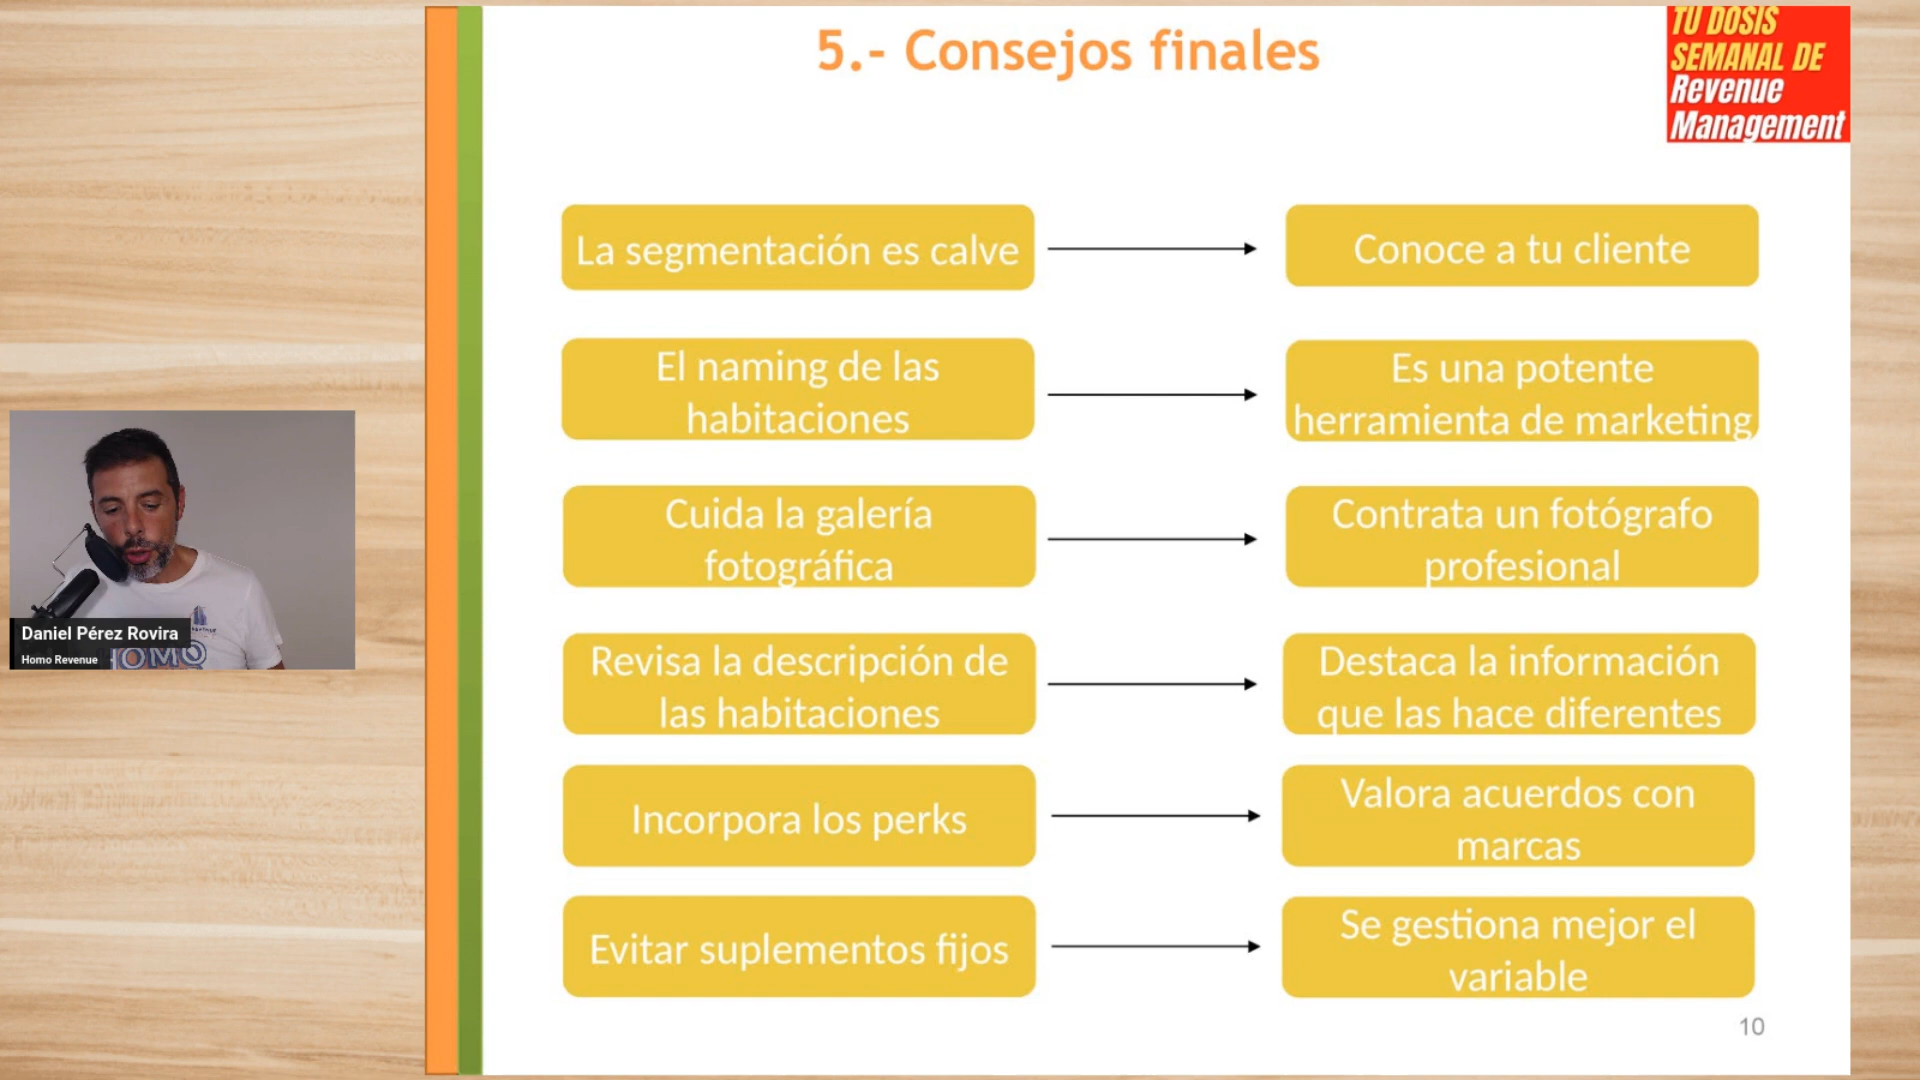 5.- Consejos finales
TU DOSIS
SEMANAL DE
Revenue
Management
La segmentación es calve
Conoce a tu cliente
El naming de las
habitaciones
Es una potente
herramienta de marketing
Cuida la galería
fotográfica
Contrata un fotógrafo
profesional
Revisa la descripción de
las habitaciones
Destaca la información
que las hace diferentes
Incorpora los perks
Valora acuerdos con
marcas
Evitar suplementos fijos
Se gestiona mejor el
variable
10
Daniel Pérez Rovira
Homo Revenue